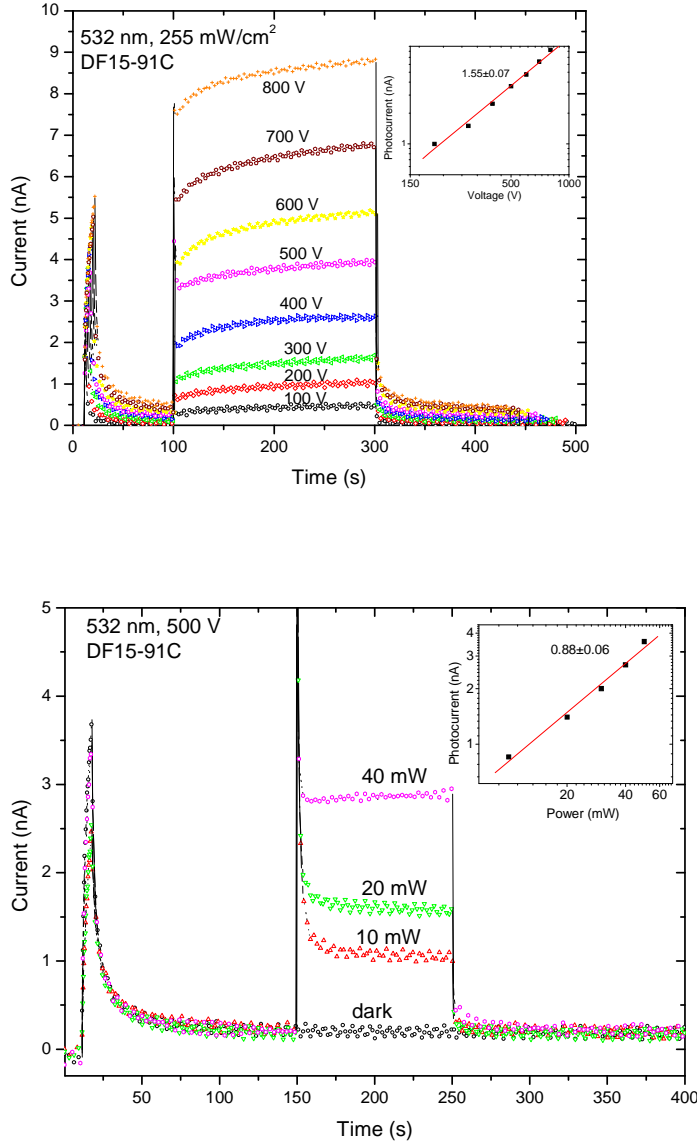 532 nm, 255 mW/cm²
DF15-91C
10
9
8
7
6
5
4
3
2
1
0
Current (nA)
800 V
700 V
600 V
500 V
400 V
300 V
200 V
100 V
0 100 200 300 400 500
Time (s)
1.55±0.07
Photocurrent (nA)
1
150 500 1000
Voltage (V)
532 nm, 500 V
DF15-91C
5
4
3
2
1
0
Current (nA)
40 mW
20 mW
10 mW
dark
50 100 150 200 250 300 350 400
Time (s)
0.88±0.06
Photocurrent (nA)
4
2
1
20 40 60
Power (mW)